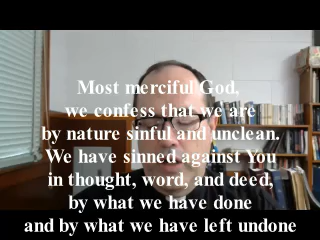 Most merciful God,
we confess that we are
by nature sinful and unclean.
We have sinned against You
in thought, word, and deed,
by what we have done
and by what we have left undone